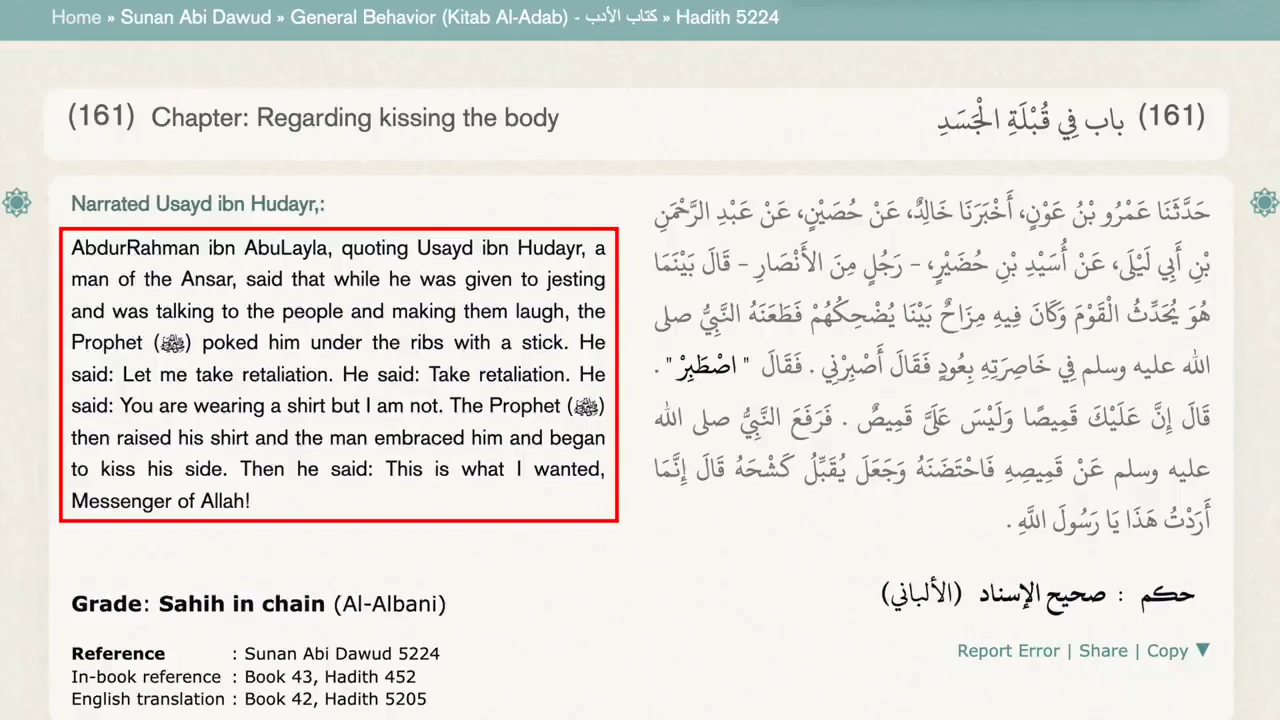 Home » Sunan Abi Dawud » General Behavior (Kitab Al-Adab) - كتاب الأدب » Hadith 5224
(161) Chapter: Regarding kissing the body
(161) باب فِي قُبْلَةِ الْجَسَدِ
Narrated Usayd ibn Hudayr,:
AbdurRahman ibn AbuLayla, quoting Usayd ibn Hudayr, a
man of the Ansar, said that while he was given to jesting
and was talking to the people and making them laugh, the
Prophet (ﷺ) poked him under the ribs with a stick. He
said: Let me take retaliation. He said: Take retaliation. He
said: You are wearing a shirt but I am not. The Prophet (ﷺ)
then raised his shirt and the man embraced him and began
to kiss his side. Then he said: This is what I wanted,
Messenger of Allah!
حَدَّثَنَا عَمْرُو بْنُ عَوْنٍ، أَخْبَرَنَا خَالِدٌ، عَنْ حُصَيْنٍ، عَنْ عَبْدِ الرَّحْمَنِ
بْنِ أَبِي لَيْلَى، عَنْ أُسَيْدِ بْنِ حُضَيْرٍ، - رَجُلٍ مِنَ الأَنْصَارِ - قَالَ بَيْنَمَا
هُوَ يُحَدِّثُ الْقَوْمَ وَكَانَ فِيهِ مِزَاحٌ بَيْنَا يُضْحِكُهُمْ فَطَعَنَهُ النَّبِيُّ صلى
الله عليه وسلم فِي خَاصِرَتِهِ بِعُودٍ فَقَالَ أَصْبِرْنِي . فَقَالَ " اصْطَبِرْ " .
قَالَ إِنَّ عَلَيْكَ قَمِيصًا وَلَيْسَ عَلَىَّ قَمِيصٌ . فَرَفَعَ النَّبِيُّ صلى الله
عليه وسلم عَنْ قَمِيصِهِ فَاحْتَضَنَهُ وَجَعَلَ يُقَبِّلُ كَشْحَهُ قَالَ إِنَّمَا
أَرَدْتُ هَذَا يَا رَسُولَ اللَّهِ .
Grade: Sahih in chain (Al-Albani)
حكم : صحيح الإسناد (الألباني)
Reference : Sunan Abi Dawud 5224
In-book reference : Book 43, Hadith 452
English translation : Book 42, Hadith 5205
Report Error | Share | Copy ▼